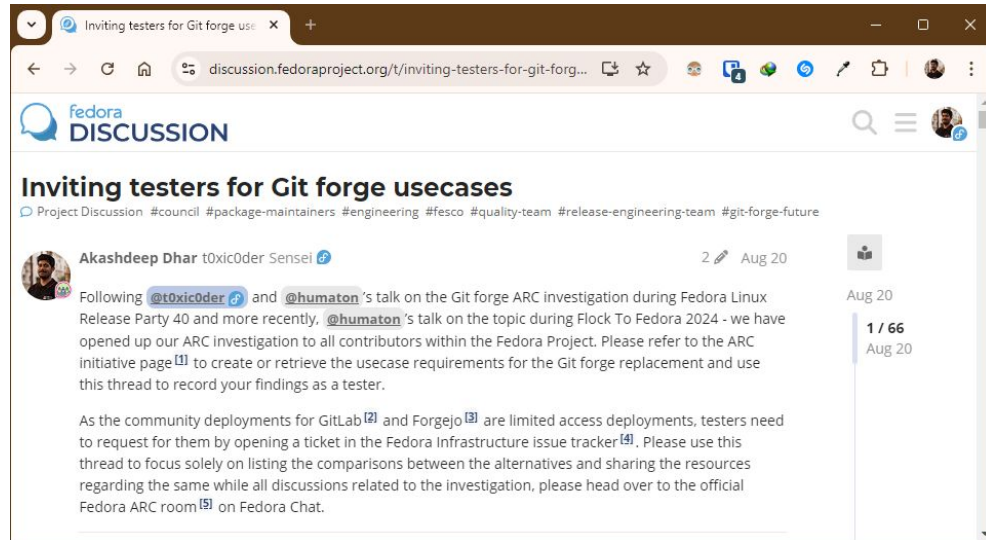 Inviting testers for Git forge use
discussion.fedoraproject.org/t/inviting-testers-for-git-forg...
4
fedora
DISCUSSION
Inviting testers for Git forge usecases
Project Discussion #council #package-maintainers #engineering #fesco #quality-team #release-engineering-team #git-forge-future
Akashdeep Dhar t0xic0der Sensei
2 Aug 20
Following @t0xic0der and @humaton 's talk on the Git forge ARC investigation during Fedora Linux
Release Party 40 and more recently, @humaton 's talk on the topic during Flock To Fedora 2024 - we have
opened up our ARC investigation to all contributors within the Fedora Project. Please refer to the ARC
initiative page [1] to create or retrieve the usecase requirements for the Git forge replacement and use
this thread to record your findings as a tester.
As the community deployments for GitLab [2] and Forgejo [3] are limited access deployments, testers need
to request for them by opening a ticket in the Fedora Infrastructure issue tracker [4]. Please use this
thread to focus solely on listing the comparisons between the alternatives and sharing the resources
regarding the same while all discussions related to the investigation, please head over to the official
Fedora ARC room [5] on Fedora Chat.
Aug 20
1 / 66
Aug 20